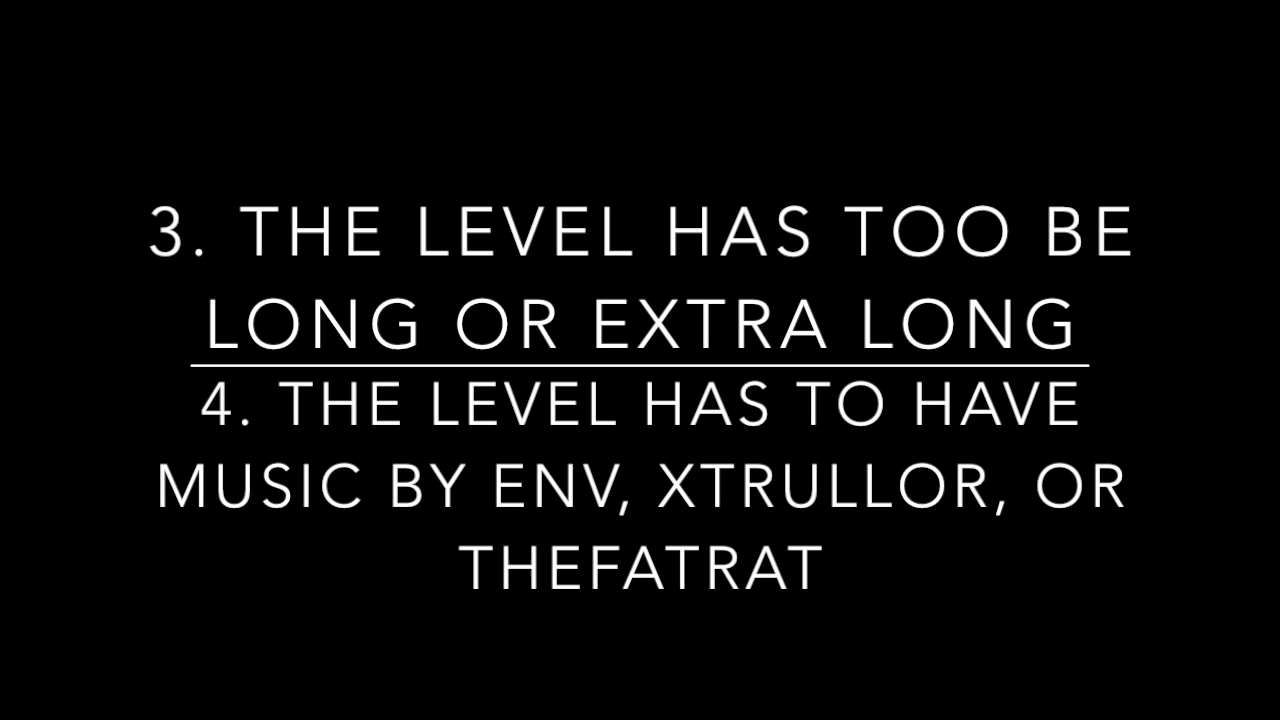 3. THE LEVEL HAS TOO BE
LONG OR EXTRA LONG
4. THE LEVEL HAS TO HAVE
MUSIC BY ENV, XTRULLOR, OR
THEFATRAT